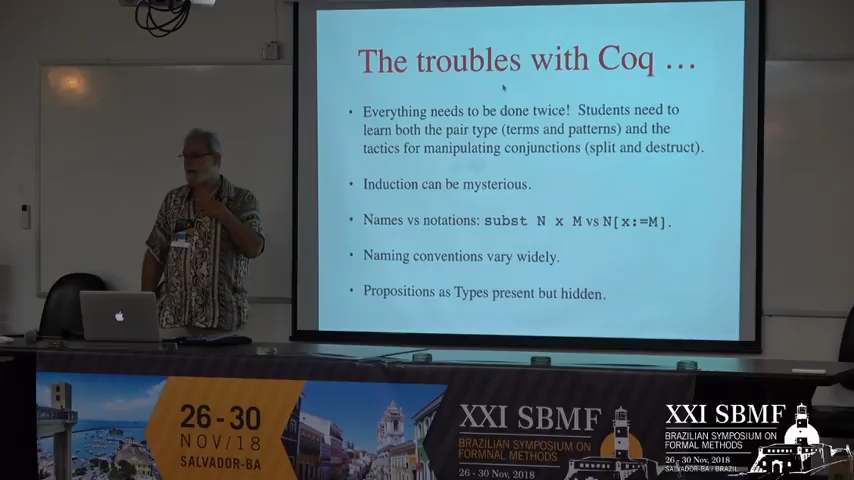 The troubles with Coq ...
• Everything needs to be done twice! Students need to
learn both the pair type (terms and patterns) and the
tactics for manipulating conjunctions (split and destruct).
• Induction can be mysterious.
• Names vs notations: subst N x M vs N[x:=M].
• Naming conventions vary widely.
• Propositions as Types present but hidden.
26-30
NOV/18
SALVADOR-BA
XXI SBMF
BRAZILIAN SYMPOSIUM ON
FORMNAL METHODS
26 - 30 Nov, 2018
XXI SBMF
BRAZILIAN SYMPOSIUM ON
FORMAL METHODS
26 - 30 Nov, 2018
SALVADOR-BA / BRAZIL